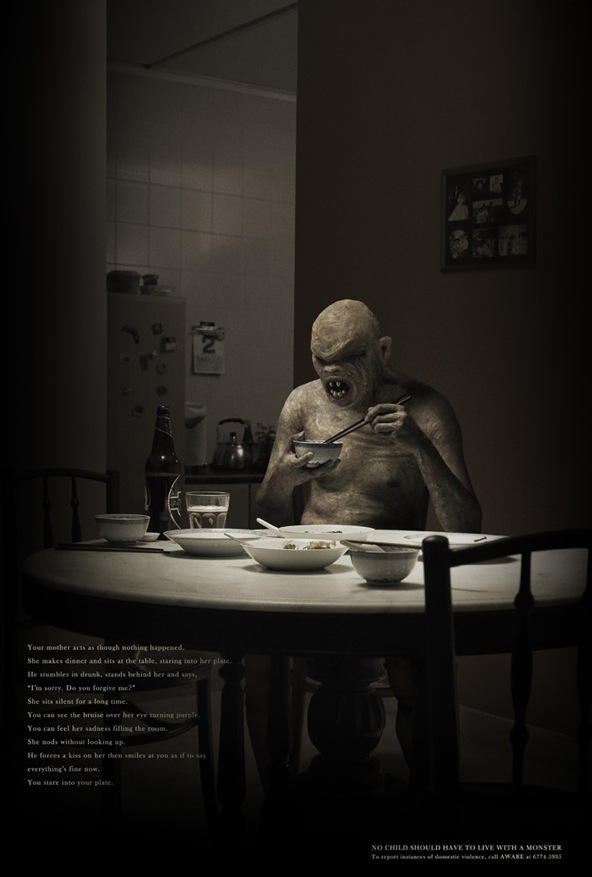 2
Your mother acts as though nothing happened.
She makes dinner and sits at the table, staring into her plate.
He stumbles in drunk, stands behind her and says,
"I'm sorry. Do you forgive me?"
She sits silent for a long time.
You can see the bruise over her eye turning purple.
You can feel her sadness filling the room.
She nods without looking up.
He forces a kiss on her then smiles at you as if to say
everything's fine now.
You stare into your plate.
NO CHILD SHOULD HAVE TO LIVE WITH A MONSTER
To report instances of domestic violence, call AWARE at 6774 5935